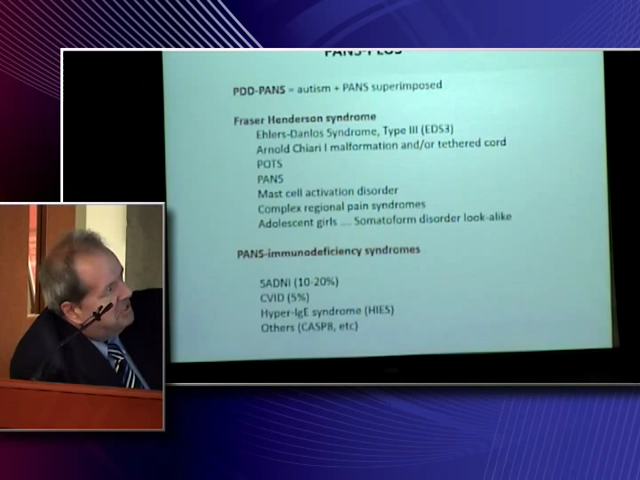 PANS-PLUS
PDD-PANS = autism + PANS superimposed
Fraser Henderson syndrome
Ehlers-Danlos Syndrome, Type III (EDS3)
Arnold Chiari I malformation and/or tethered cord
POTS
PANS
Mast cell activation disorder
Complex regional pain syndromes
Adolescent girls .... Somatoform disorder look-alike
PANS-immunodeficiency syndromes
SADNI (10-20%)
CVID (5%)
Hyper-IgE syndrome (HIES)
Others (CASP8, etc)